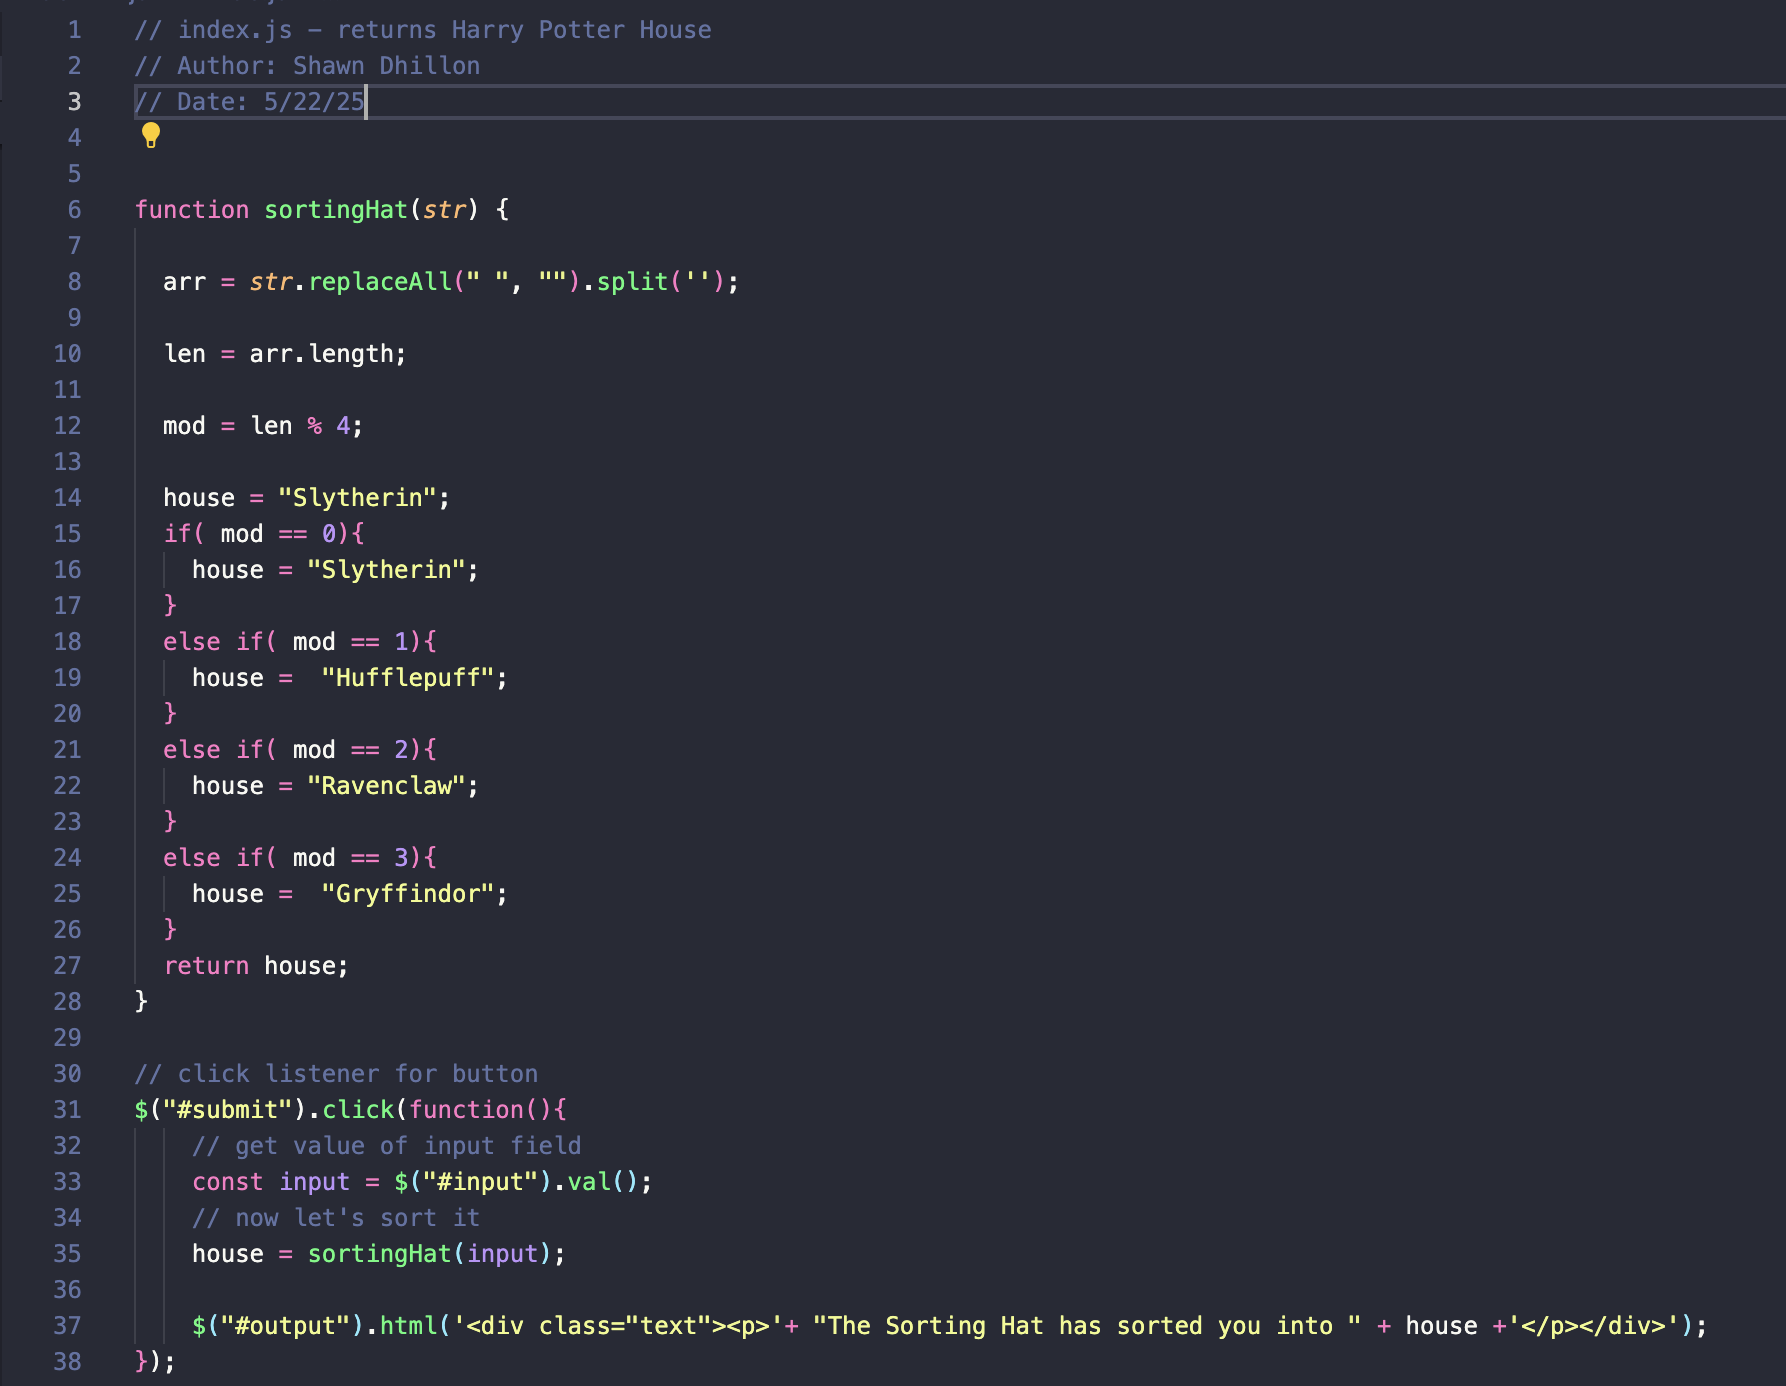 1 // index.js – returns Harry Potter House
2 // Author: Shawn Dhillon
3 // Date: 5/22/25
4
5
6 function sortingHat(str) {
7
8 arr = str.replaceAll(" ", "").split('');
9
10 len = arr.length;
11
12 mod = len % 4;
13
14 house = "Slytherin";
15 if( mod == 0){
16 house = "Slytherin";
17 }
18 else if( mod == 1){
19 house =  "Hufflepuff";
20 }
21 else if( mod == 2){
22 house = "Ravenclaw";
23 }
24 else if( mod == 3){
25 house =  "Gryffindor";
26 }
27 return house;
28 }
29
30 // click listener for button
31 $("#submit").click(function(){
32 // get value of input field
33 const input = $("#input").val();
34 // now let's sort it
35 house = sortingHat(input);
36
37 $("#output").html('<div class="text"><p>'+ "The Sorting Hat has sorted you into " + house +'</p></div>');
38 });